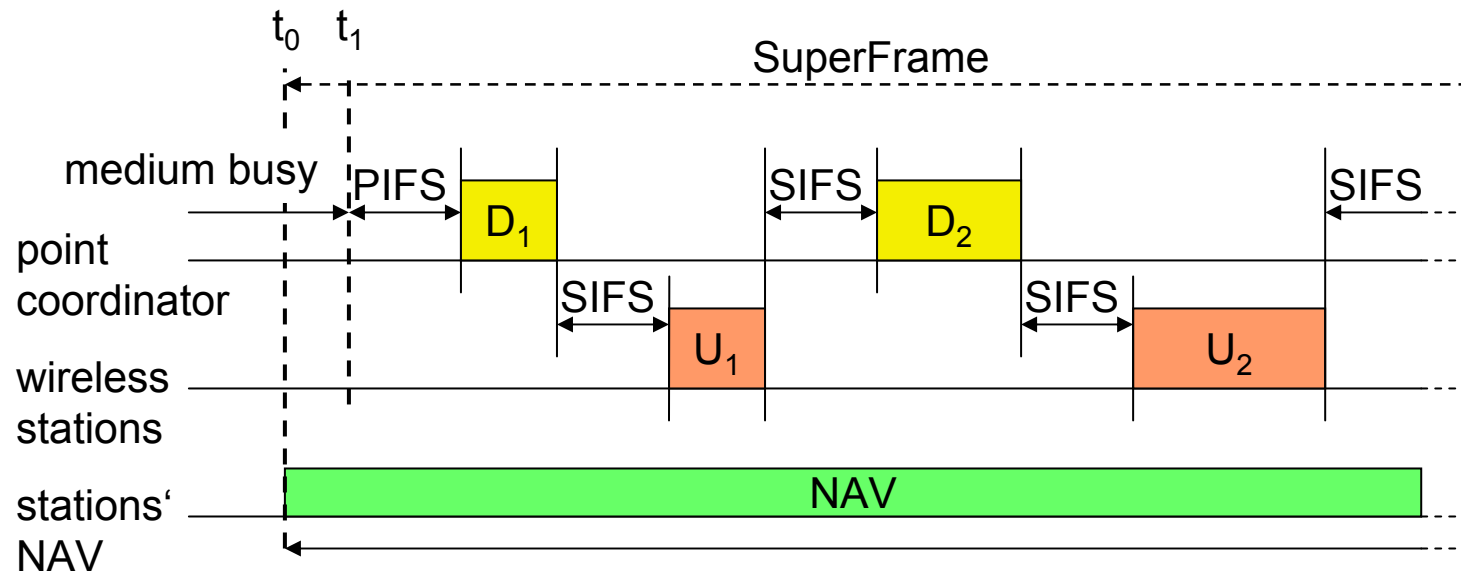 t₀ t₁
SuperFrame
medium busy
PIFS
SIFS
SIFS
D₁
D₂
point
coordinator
SIFS
SIFS
U₁
U₂
wireless
stations
NAV
stations‘
NAV